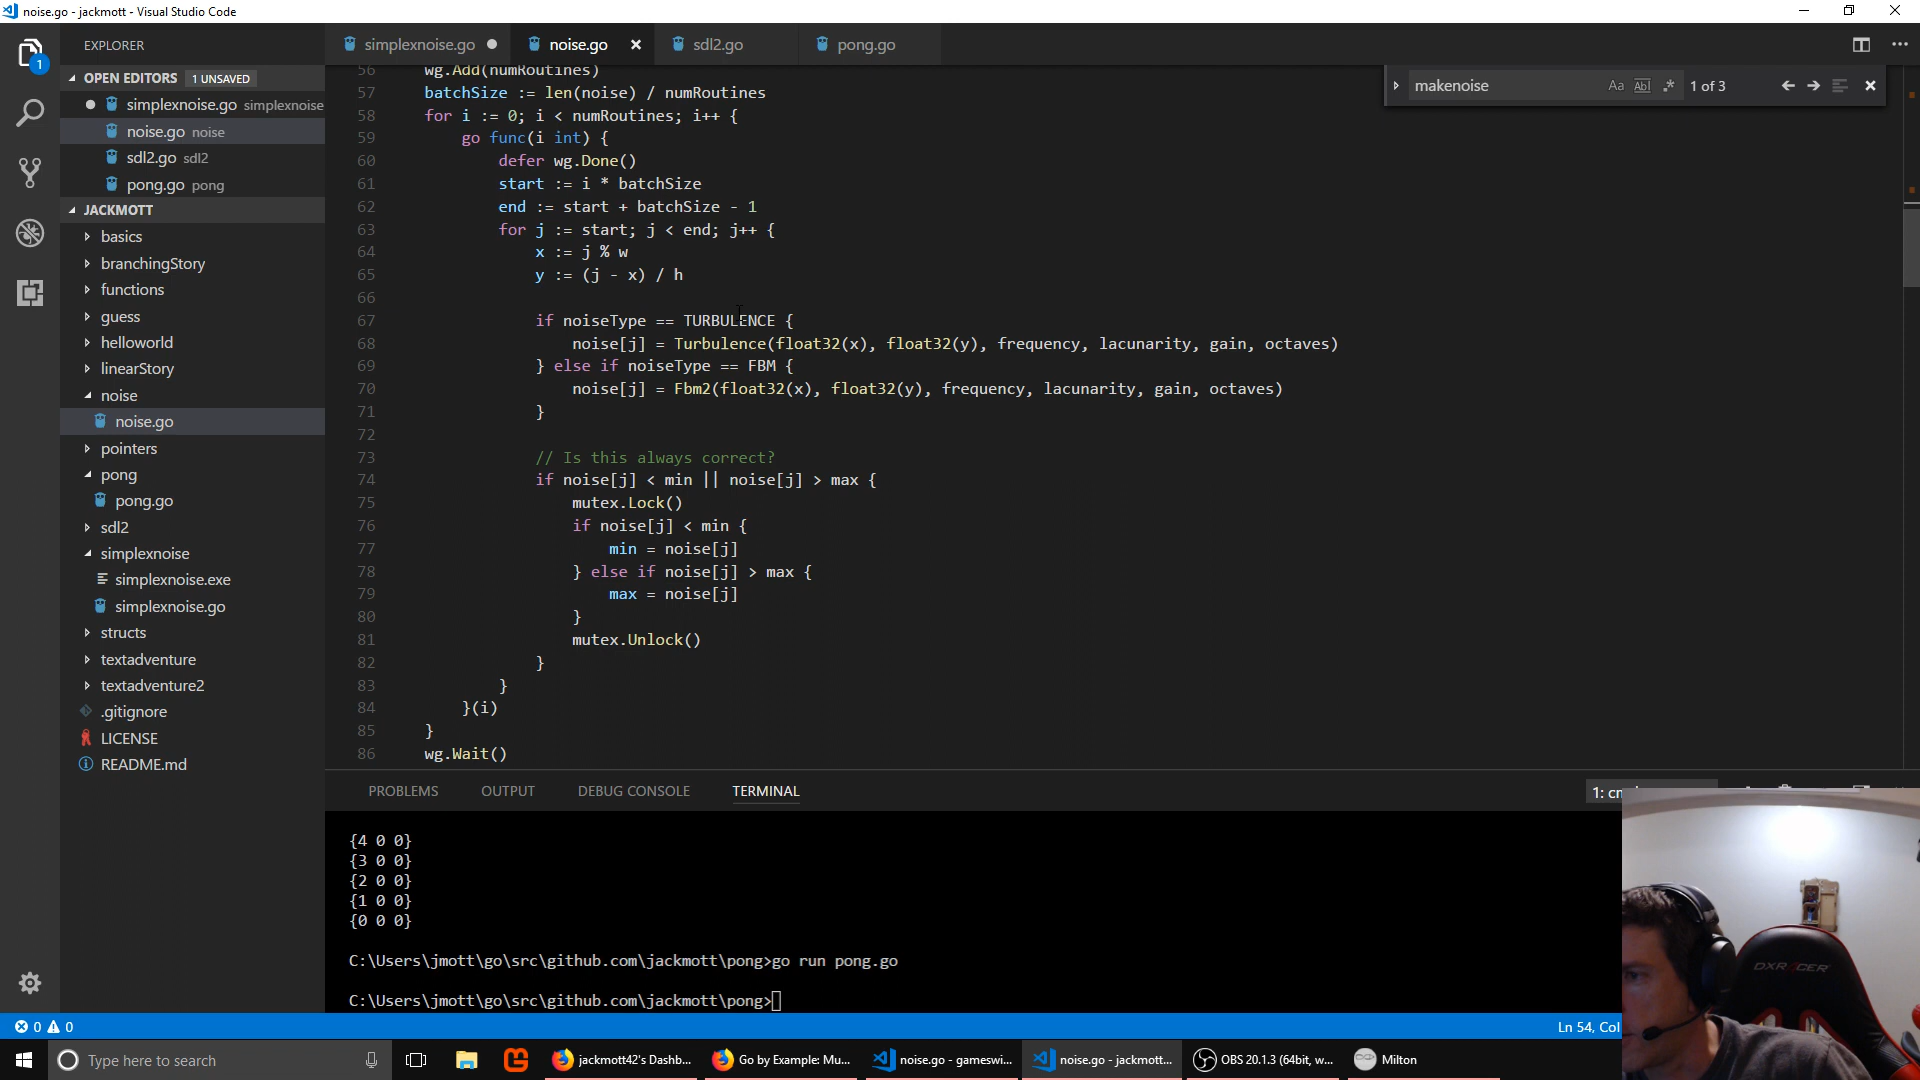 noise.go - jackmott - Visual Studio Code
EXPLORER
simplexnoise.go
noise.go
sdl2.go
pong.go
OPEN EDITORS 1 UNSAVED
simplexnoise.go simplexnoise
noise.go noise
sdl2.go sdl2
pong.go pong
JACKMOTT
basics
branchingStory
functions
guess
helloworld
linearStory
noise
noise.go
pointers
pong
pong.go
sdl2
simplexnoise
simplexnoise.exe
simplexnoise.go
structs
textadventure
textadventure2
.gitignore
LICENSE
README.md
1
makenoise Aa Abl .* 1 of 3
56 wg.Add(numRoutines)
57 batchSize := len(noise) / numRoutines
58 for i := 0; i < numRoutines; i++ {
59 go func(i int) {
60 defer wg.Done()
61 start := i * batchSize
62 end := start + batchSize - 1
63 for j := start; j < end; j++ {
64 x := j % w
65 y := (j - x) / h
66
67 if noiseType == TURBULENCE {
68 noise[j] = Turbulence(float32(x), float32(y), frequency, lacunarity, gain, octaves)
69 } else if noiseType == FBM {
70 noise[j] = Fbm2(float32(x), float32(y), frequency, lacunarity, gain, octaves)
71 }
72
73 // Is this always correct?
74 if noise[j] < min || noise[j] > max {
75 mutex.Lock()
76 if noise[j] < min {
77 min = noise[j]
78 } else if noise[j] > max {
79 max = noise[j]
80 }
81 mutex.Unlock()
82 }
83 }
84 }(i)
85 }
86 wg.Wait()
PROBLEMS OUTPUT DEBUG CONSOLE TERMINAL
{4 0 0}
{3 0 0}
{2 0 0}
{1 0 0}
{0 0 0}
C:\Users\jmott\go\src\github.com\jackmott\pong>go run pong.go
C:\Users\jmott\go\src\github.com\jackmott\pong>
0 0
Ln 54, Col
DXRACER
Type here to search
jackmott42's Dashb...
Go by Example: Mu...
noise.go - gameswi...
noise.go - jackmott...
OBS 20.1.3 (64bit, w...
Milton